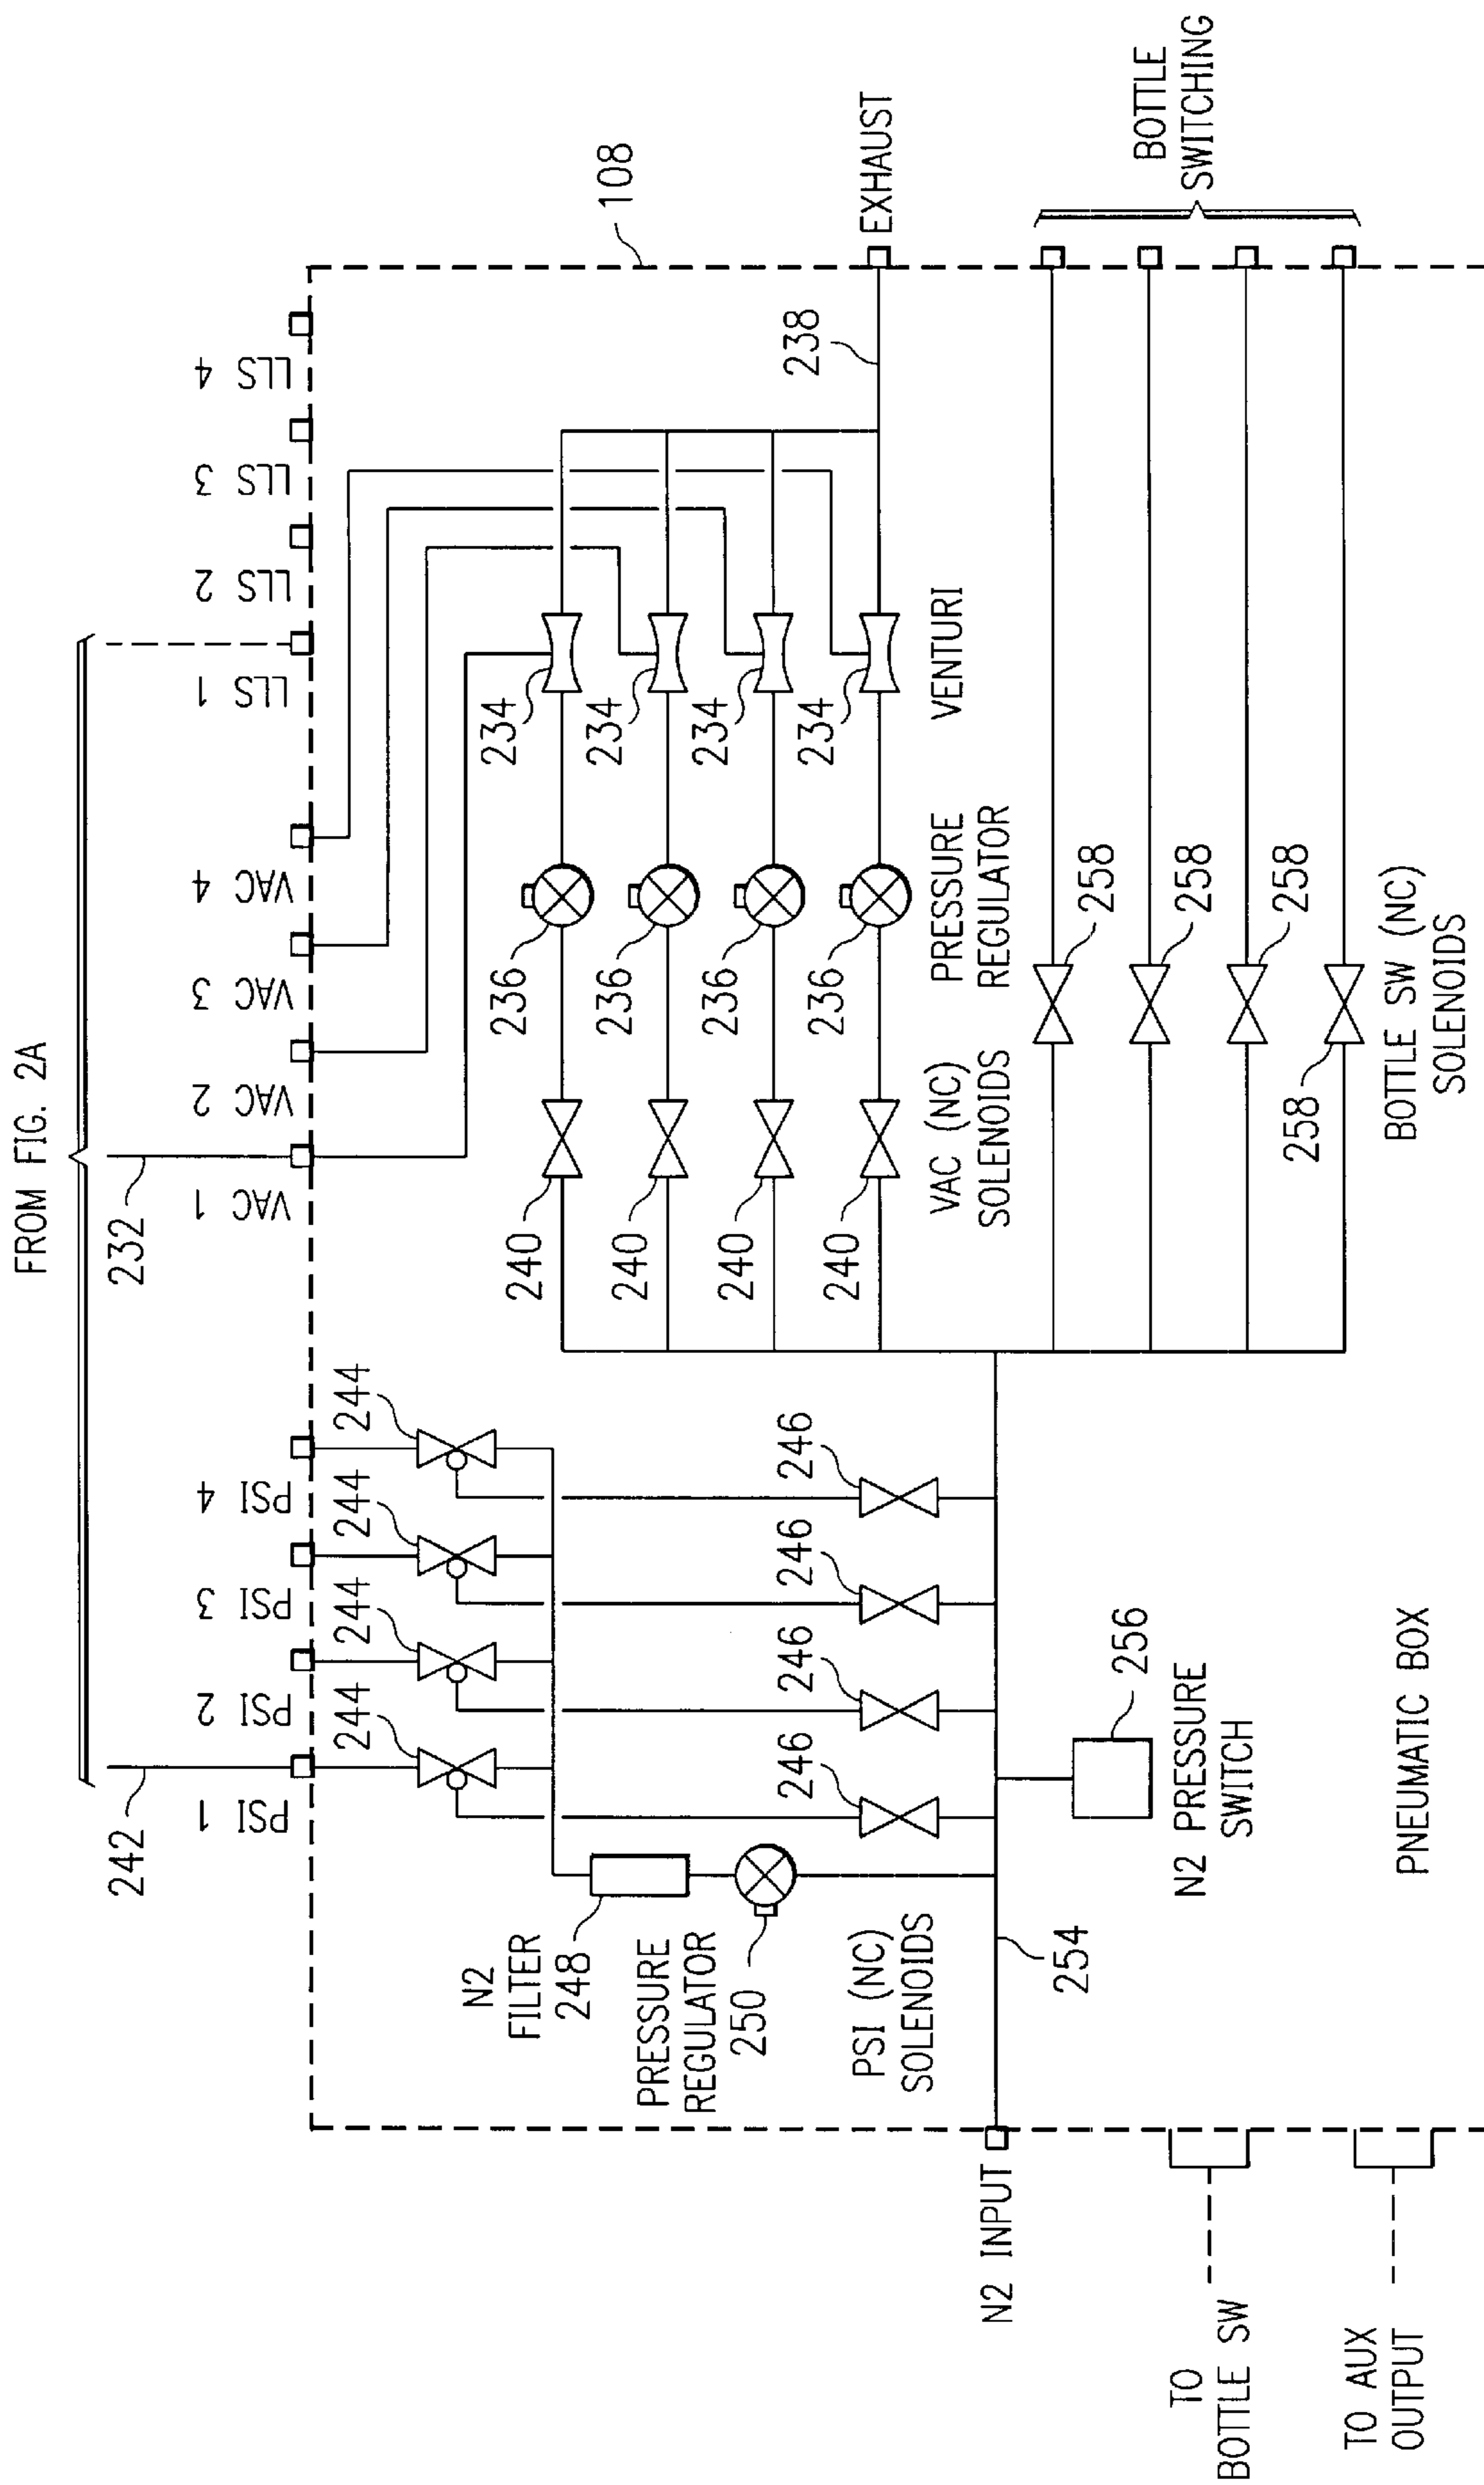 FROM FIG. 2A
242
232
PSI 1
PSI 2
PSI 3
PSI 4
VAC 1
VAC 2
VAC 3
VAC 4
LLS 1
LLS 2
LLS 3
LLS 4
108
244
244
244
244
N2
FILTER
248
PRESSURE
REGULATOR
250
PSI (NC)
SOLENOIDS
246
246
246
246
240
240
240
240
236
236
236
236
234
234
234
234
238
EXHAUST
VAC (NC)
SOLENOIDS
PRESSURE
REGULATOR
VENTURI
N2 INPUT
254
N2 PRESSURE
SWITCH
256
258
258
258
258
BOTTLE
SWITCHING
BOTTLE SW (NC)
SOLENOIDS
TO
BOTTLE SW
TO AUX
OUTPUT
PNEUMATIC BOX